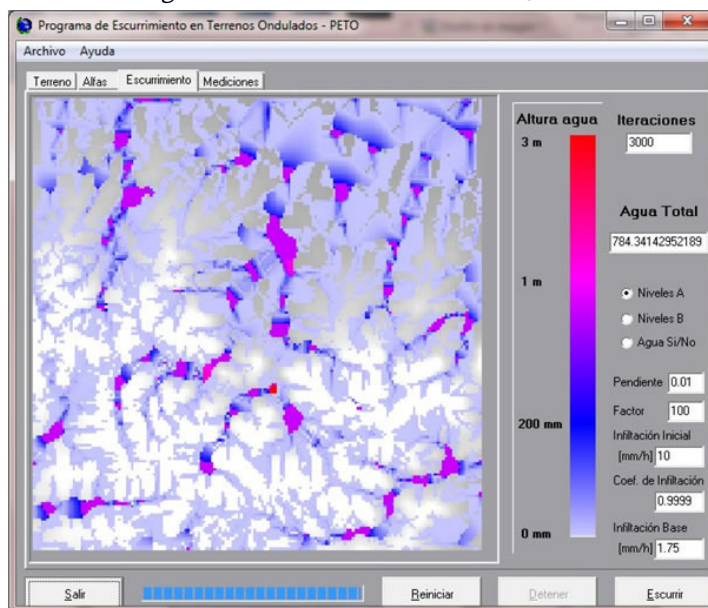 Programa de Escurrimiento en Terrenos Ondulados - PETO
Archivo Ayuda
Terreno Alfas Escurrimiento Mediciones
Altura agua
3 m
1 m
200 mm
0 mm
Iteraciones
3000
Agua Total
784.34142952189
Niveles A
Niveles B
Agua Si/No
Pendiente 0.01
Factor 100
Infiltación Inicial
[mm/h] 10
Coef. de Infiltación
0.9999
Infiltación Base
[mm/h] 1.75
Salir Reiniciar Detener Escurrir